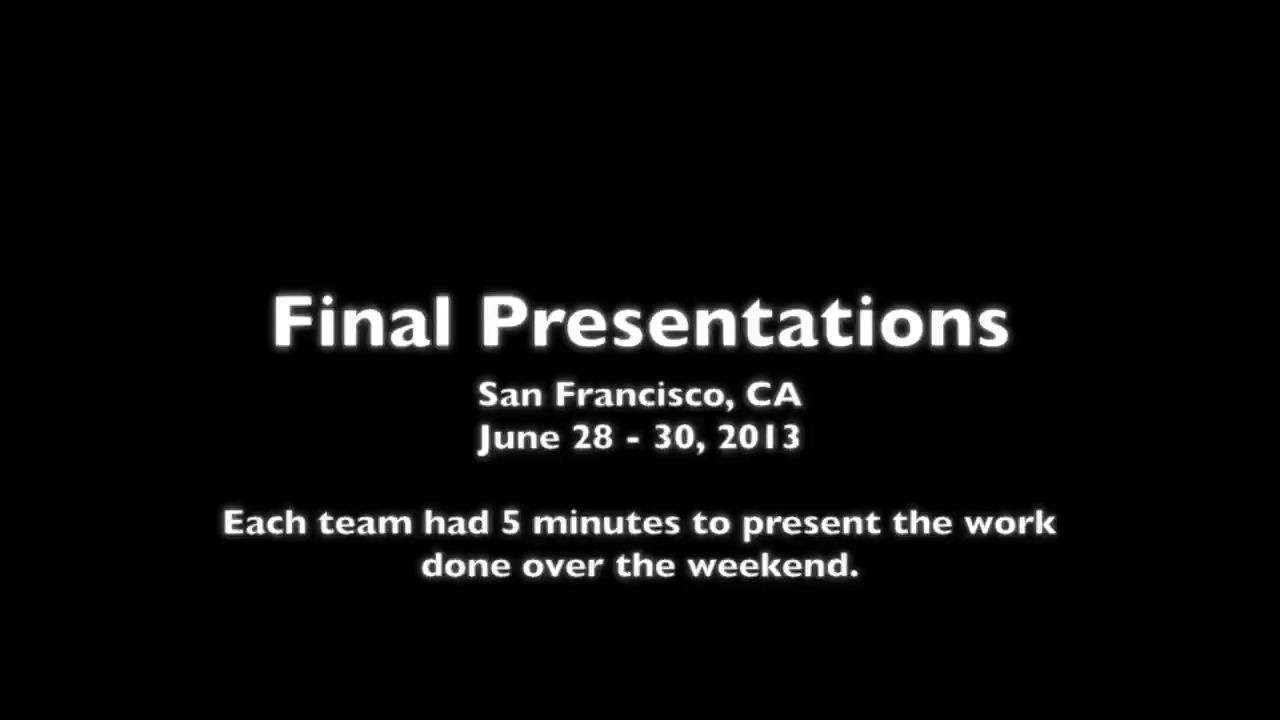 Final Presentations
San Francisco, CA
June 28 - 30, 2013
Each team had 5 minutes to present the work
done over the weekend.